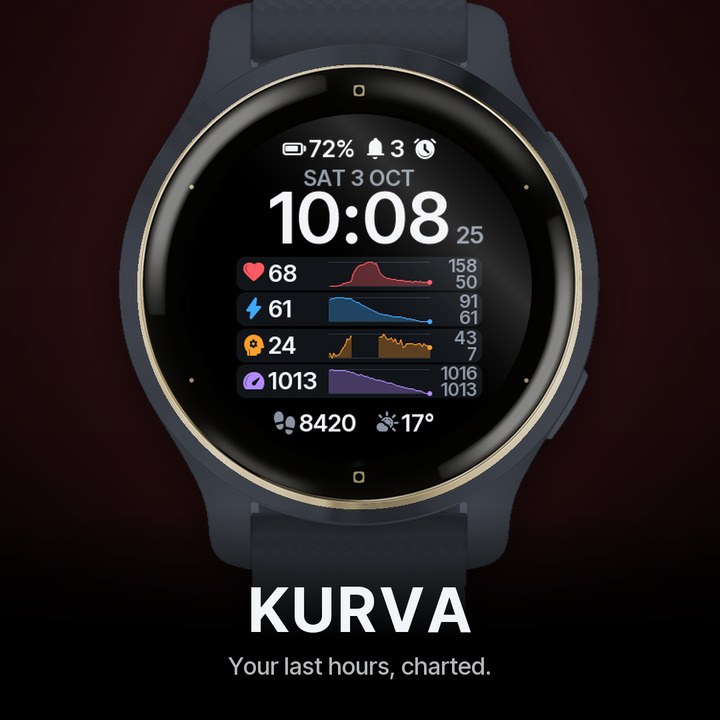 72% 3
SAT 3 OCT
10:08 25
68 158 50
61 91 61
24 43 7
1013 1016 1013
8420 17°
KURVA
Your last hours, charted.